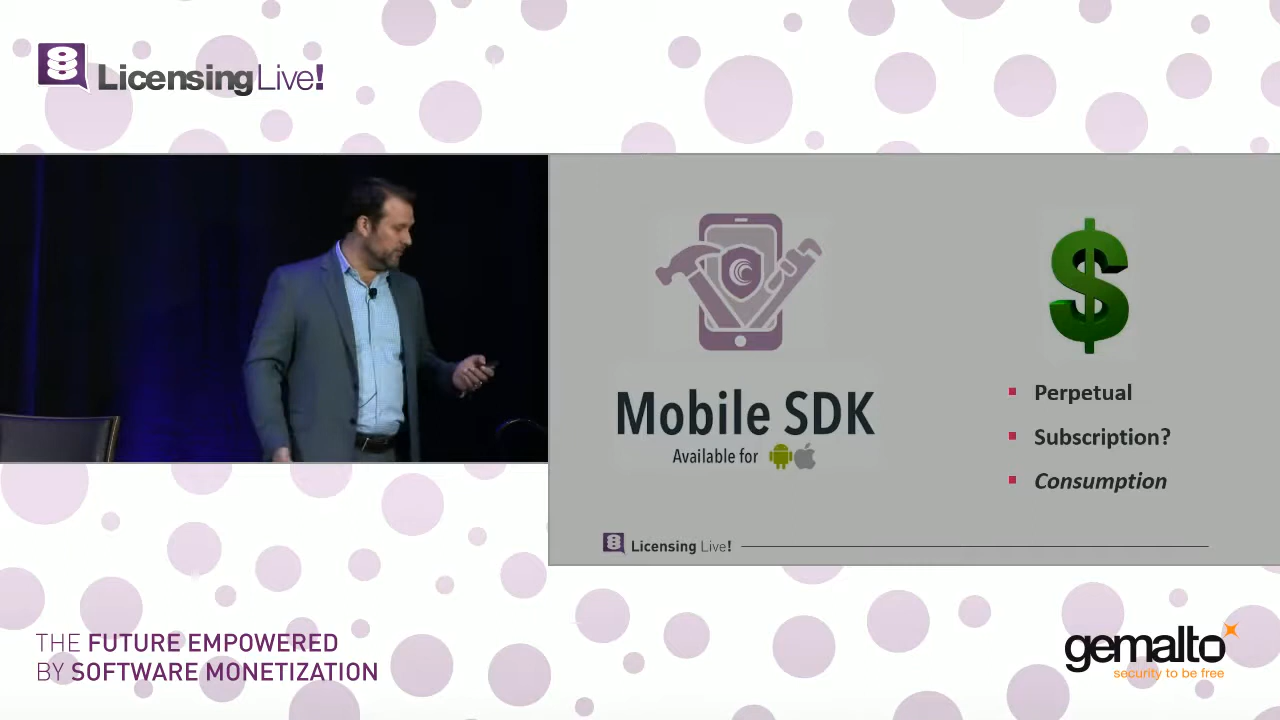 Licensing Live!
Mobile SDK
Available for
$
Perpetual
Subscription?
Consumption
Licensing Live!
THE FUTURE EMPOWERED
BY SOFTWARE MONETIZATION
gemalto
security to be free